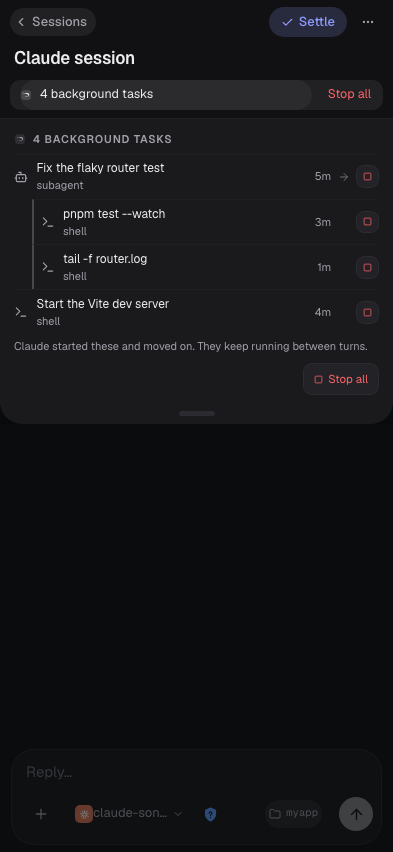 Sessions
Settle
Claude session
4 background tasks
Stop all
4 BACKGROUND TASKS
Fix the flaky router test
subagent
5m
pnpm test --watch
shell
3m
tail -f router.log
shell
1m
Start the Vite dev server
shell
4m
Claude started these and moved on. They keep running between turns.
Stop all
Reply...
claude-son...
myapp